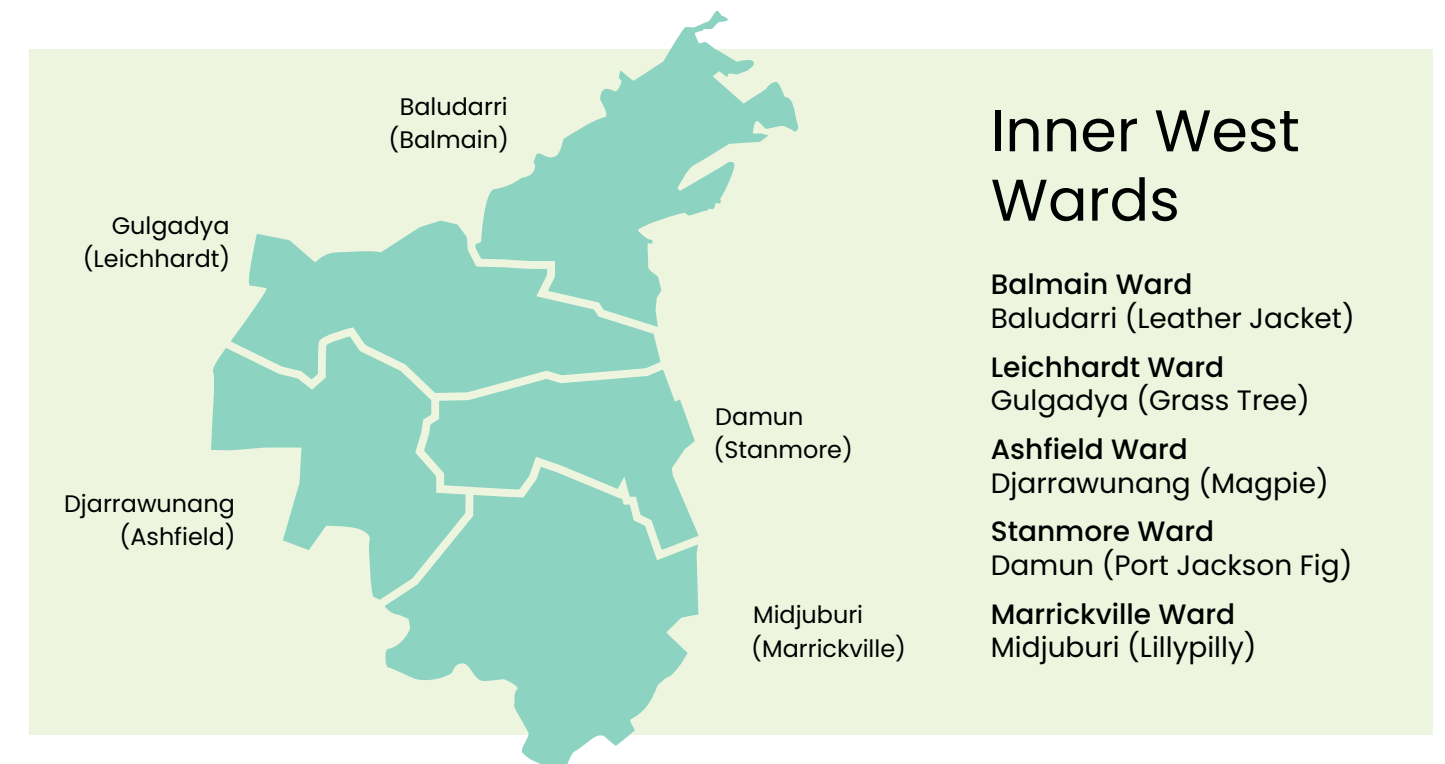 Baludarri
(Balmain)
Gulgadya
(Leichhardt)
Damun
(Stanmore)
Djarrawunang
(Ashfield)
Midjuburi
(Marrickville)
Inner West
Wards
Balmain Ward
Baludarri (Leather Jacket)
Leichhardt Ward
Gulgadya (Grass Tree)
Ashfield Ward
Djarrawunang (Magpie)
Stanmore Ward
Damun (Port Jackson Fig)
Marrickville Ward
Midjuburi (Lillypilly)